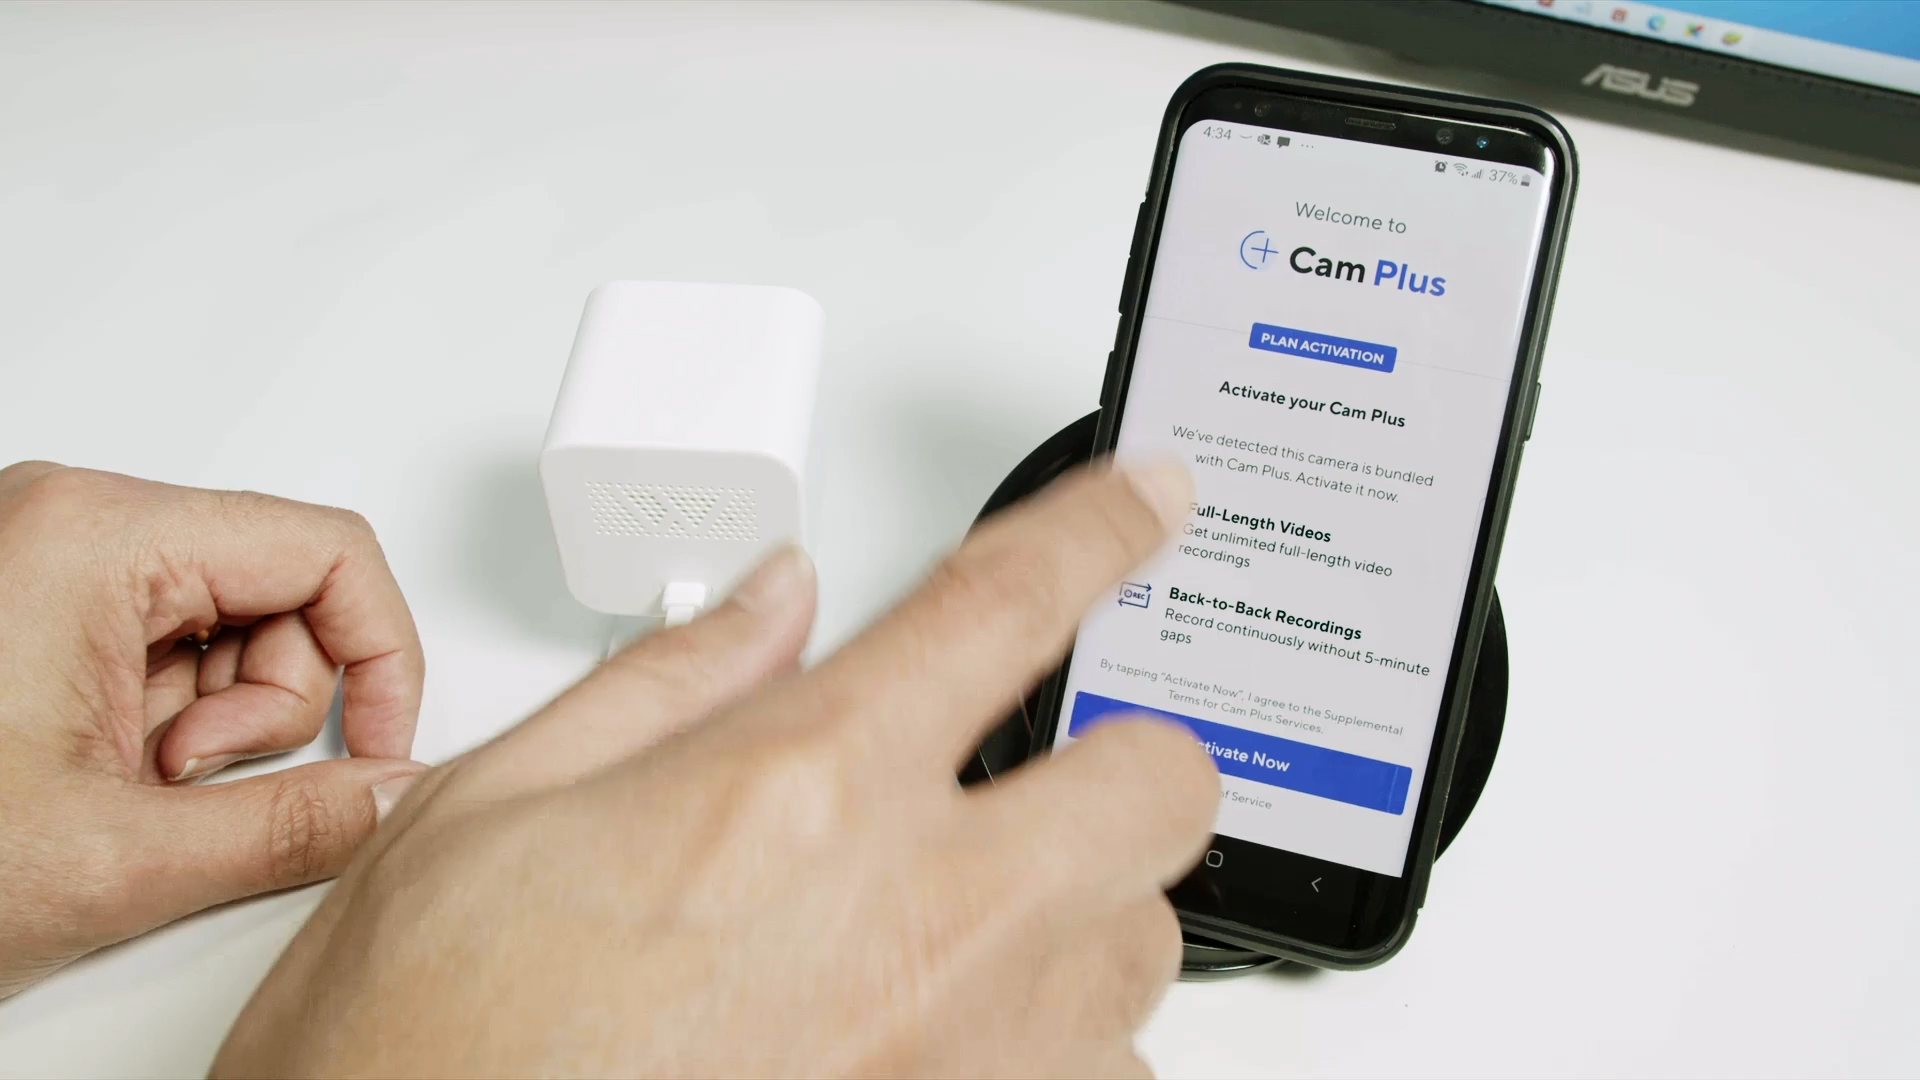 ASUS
4:34
37%
Welcome to
Cam Plus
PLAN ACTIVATION
Activate your Cam Plus
We've detected this camera is bundled
with Cam Plus. Activate it now.
Full-Length Videos
Get unlimited full-length video
recordings
REC
Back-to-Back Recordings
Record continuously without 5-minute
gaps
By tapping "Activate Now", I agree to the Supplemental
Terms for Cam Plus Services.
Now
of Service